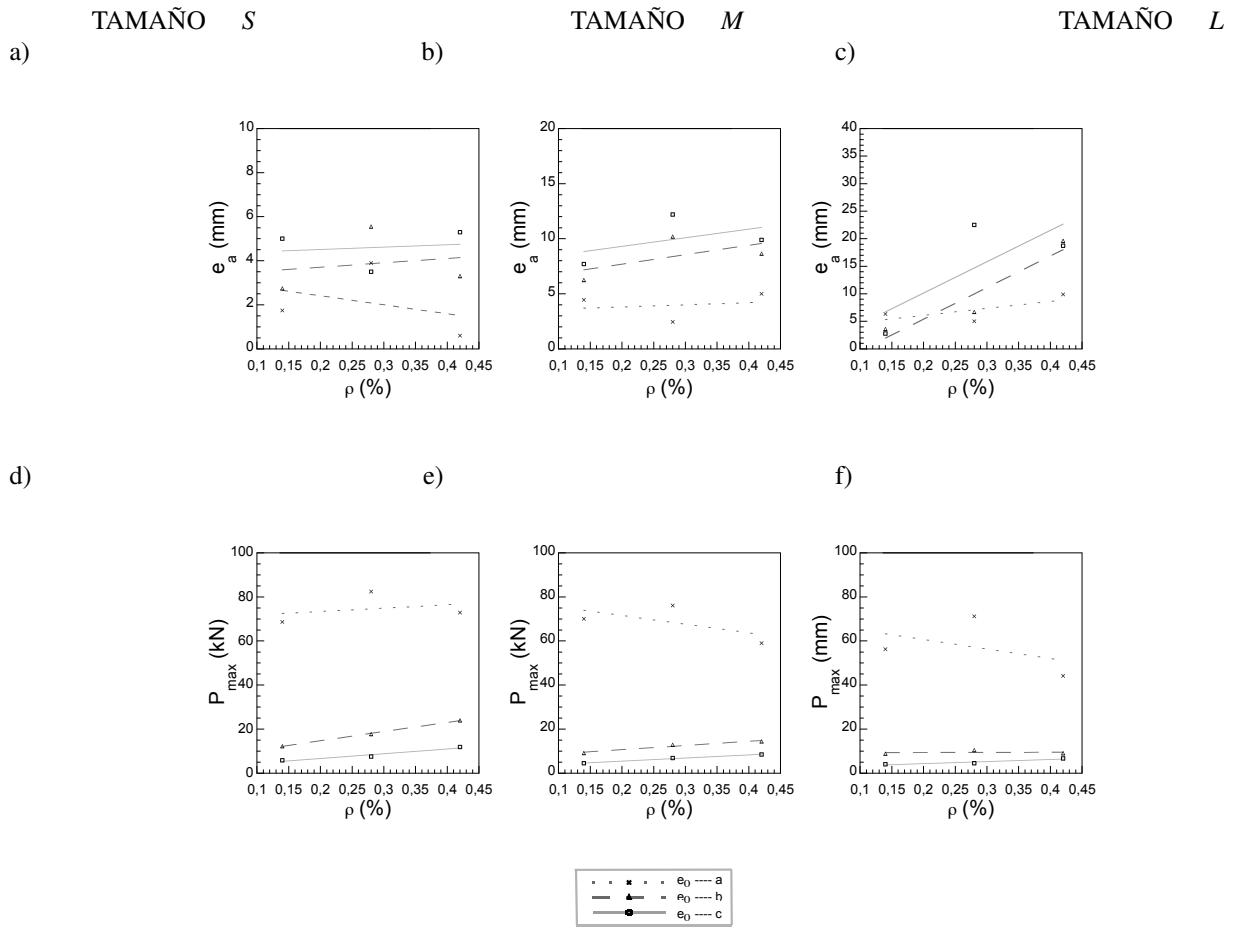 TAMAÑO S
TAMAÑO M
TAMAÑO L
a)
b)
c)
10
8
6
4
2
0
e_a (mm)
0,1 0,15 0,2 0,25 0,3 0,35 0,4 0,45
ρ (%)
20
15
10
5
0
e_a (mm)
0,1 0,15 0,2 0,25 0,3 0,35 0,4 0,45
ρ (%)
40
35
30
25
20
15
10
5
0
e_a (mm)
0,1 0,15 0,2 0,25 0,3 0,35 0,4 0,45
ρ (%)
d)
e)
f)
100
80
60
40
20
0
P_max (kN)
0,1 0,15 0,2 0,25 0,3 0,35 0,4 0,45
ρ (%)
100
80
60
40
20
0
P_max (kN)
0,1 0,15 0,2 0,25 0,3 0,35 0,4 0,45
ρ (%)
100
80
60
40
20
0
P_max (mm)
0,1 0,15 0,2 0,25 0,3 0,35 0,4 0,45
ρ (%)
e0 ---- a
e0 ---- b
e0 ---- c